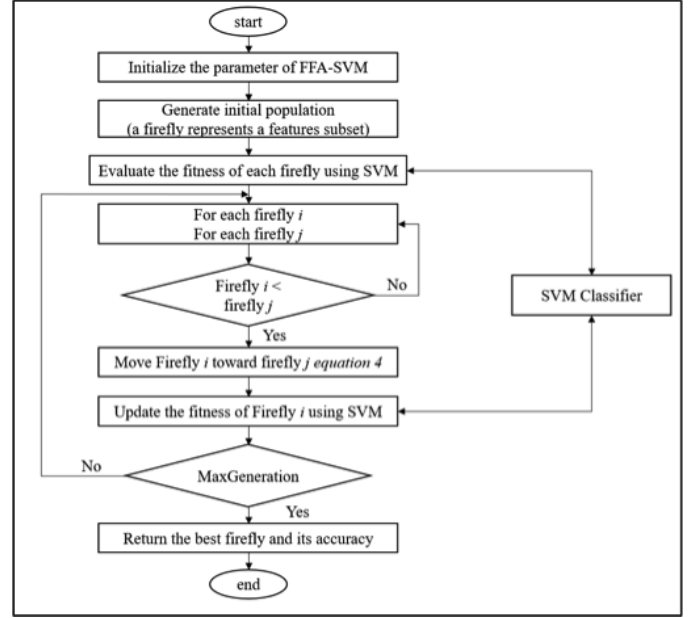 start
Initialize the parameter of FFA-SVM
Generate initial population
(a firefly represents a features subset)
Evaluate the fitness of each firefly using SVM
For each firefly i
For each firefly j
Firefly i <
firefly j
No
SVM Classifier
Yes
Move Firefly i toward firefly j equation 4
Update the fitness of Firefly i using SVM
No
MaxGeneration
Yes
Return the best firefly and its accuracy
end